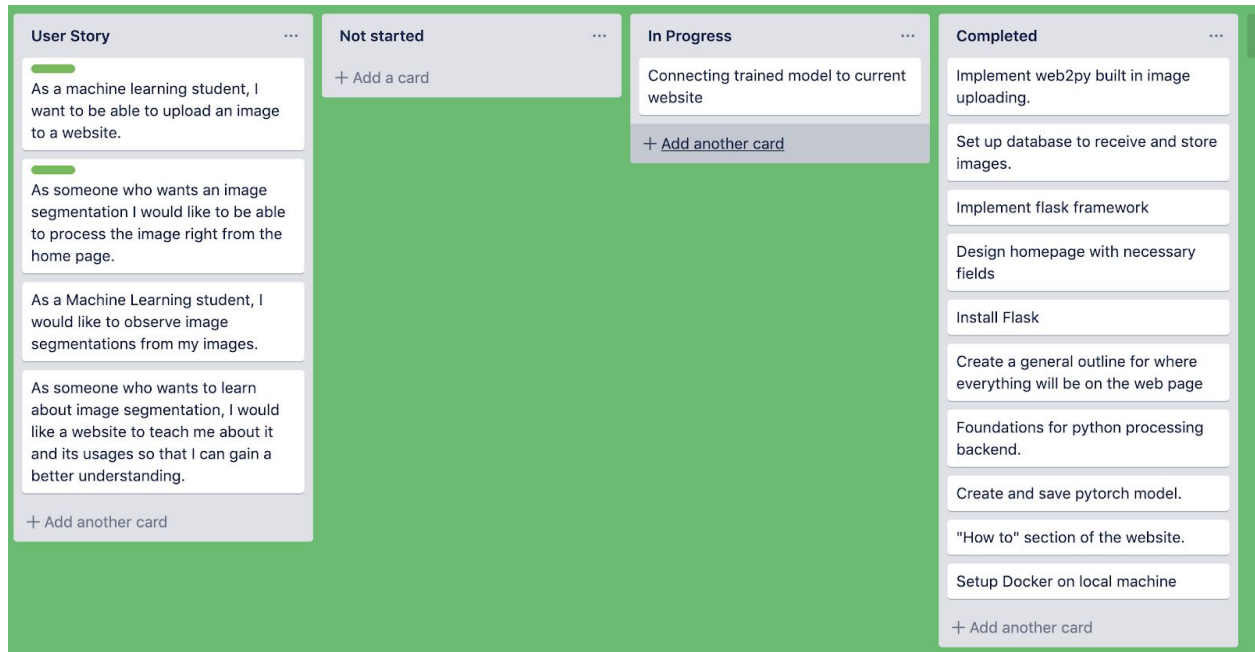 User Story
As a machine learning student, I
want to be able to upload an image
to a website.
As someone who wants an image
segmentation I would like to be able
to process the image right from the
home page.
As a Machine Learning student, I
would like to observe image
segmentations from my images.
As someone who wants to learn
about image segmentation, I would
like a website to teach me about it
and its usages so that I can gain a
better understanding.
+ Add another card
Not started
+ Add a card
In Progress
Connecting trained model to current
website
+ Add another card
Completed
Implement web2py built in image
uploading.
Set up database to receive and store
images.
Implement flask framework
Design homepage with necessary
fields
Install Flask
Create a general outline for where
everything will be on the web page
Foundations for python processing
backend.
Create and save pytorch model.
"How to" section of the website.
Setup Docker on local machine
+ Add another card